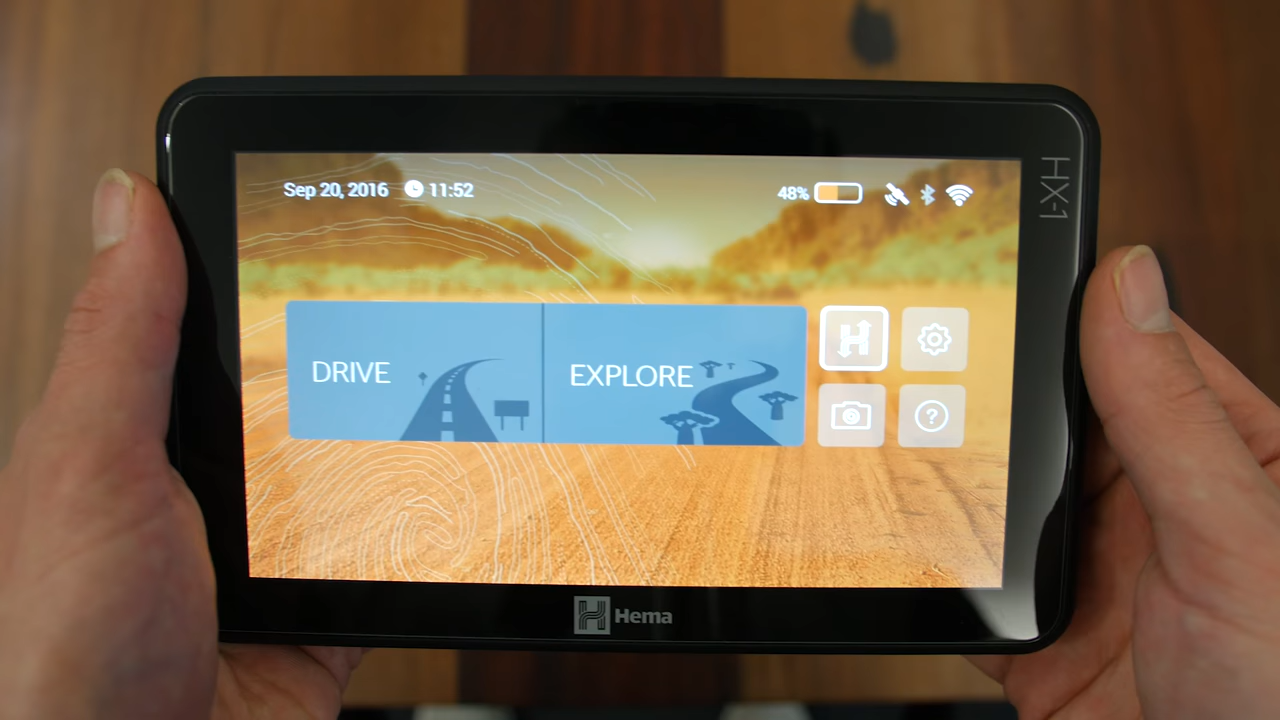 Sep 20, 2016 11:52 48%
HX-1
DRIVE EXPLORE
H
?
H Hema